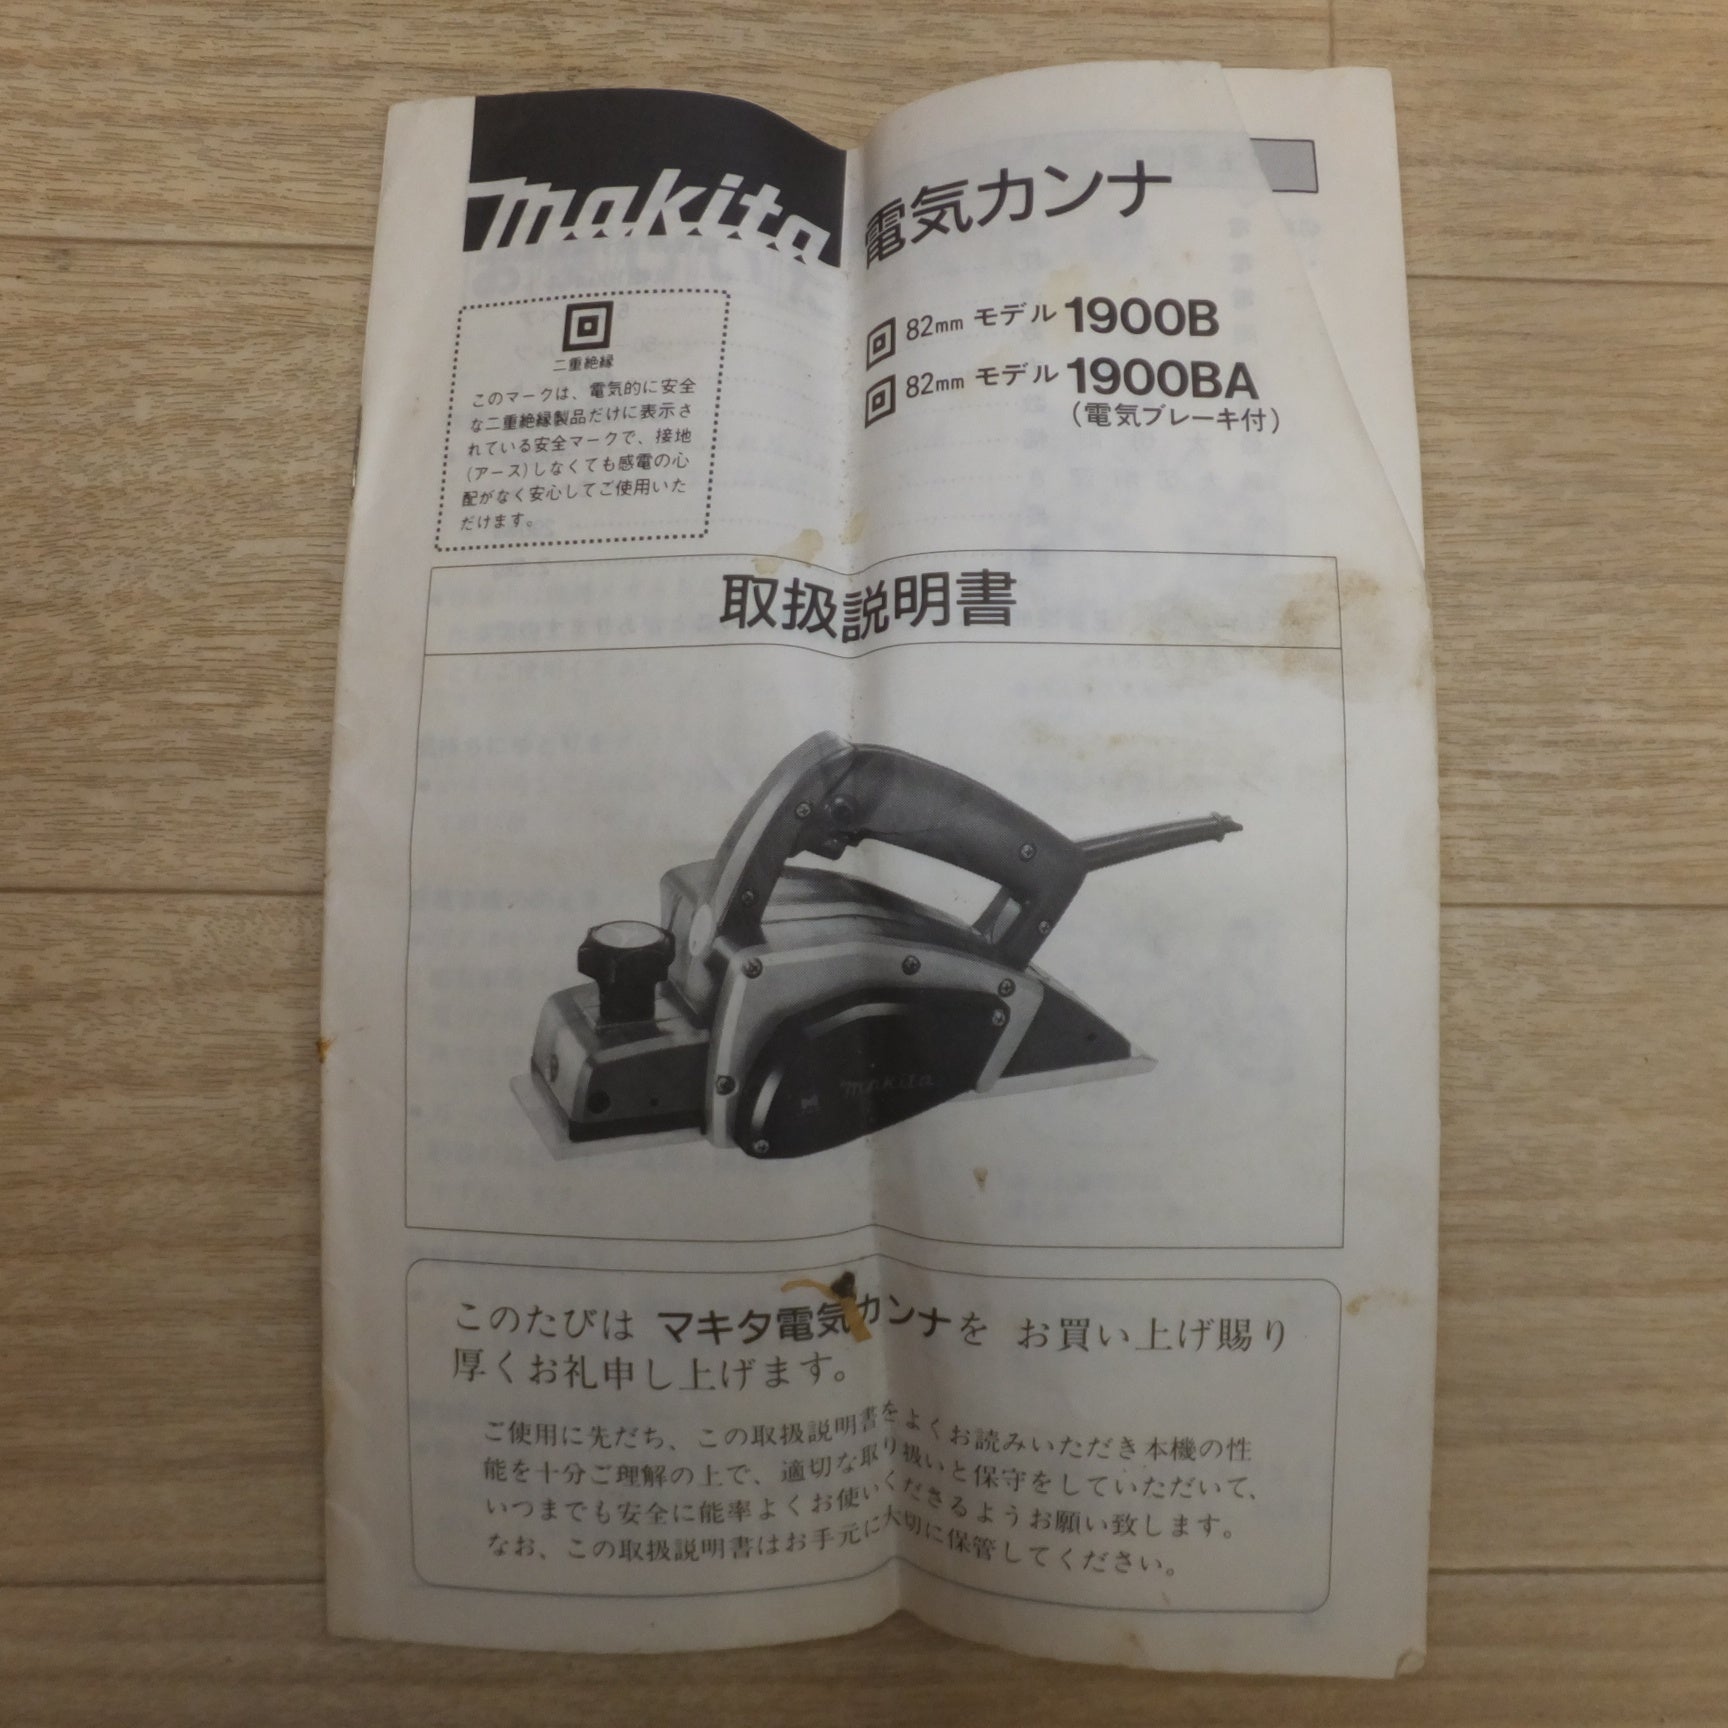 makita
電気カンナ
82mm モデル 1900B
82mm モデル 1900BA
(電気ブレーキ付)
二重絶縁
このマークは、電気的に安全
な二重絶縁製品だけに表示さ
れている安全マークで、接地
(アース)しなくても感電の心
配がなく安心してご使用いた
だけます。
取扱説明書
makita
このたびは マキタ電気カンナを お買い上げ賜り
厚くお礼申し上げます。
ご使用に先だち、この取扱説明書をよくお読みいただき本機の性
能を十分ご理解の上で、適切な取り扱いと保守をしていただいて、
いつまでも安全に能率よくお使いくださるようお願い致します。
なお、この取扱説明書はお手元に大切に保管してください。